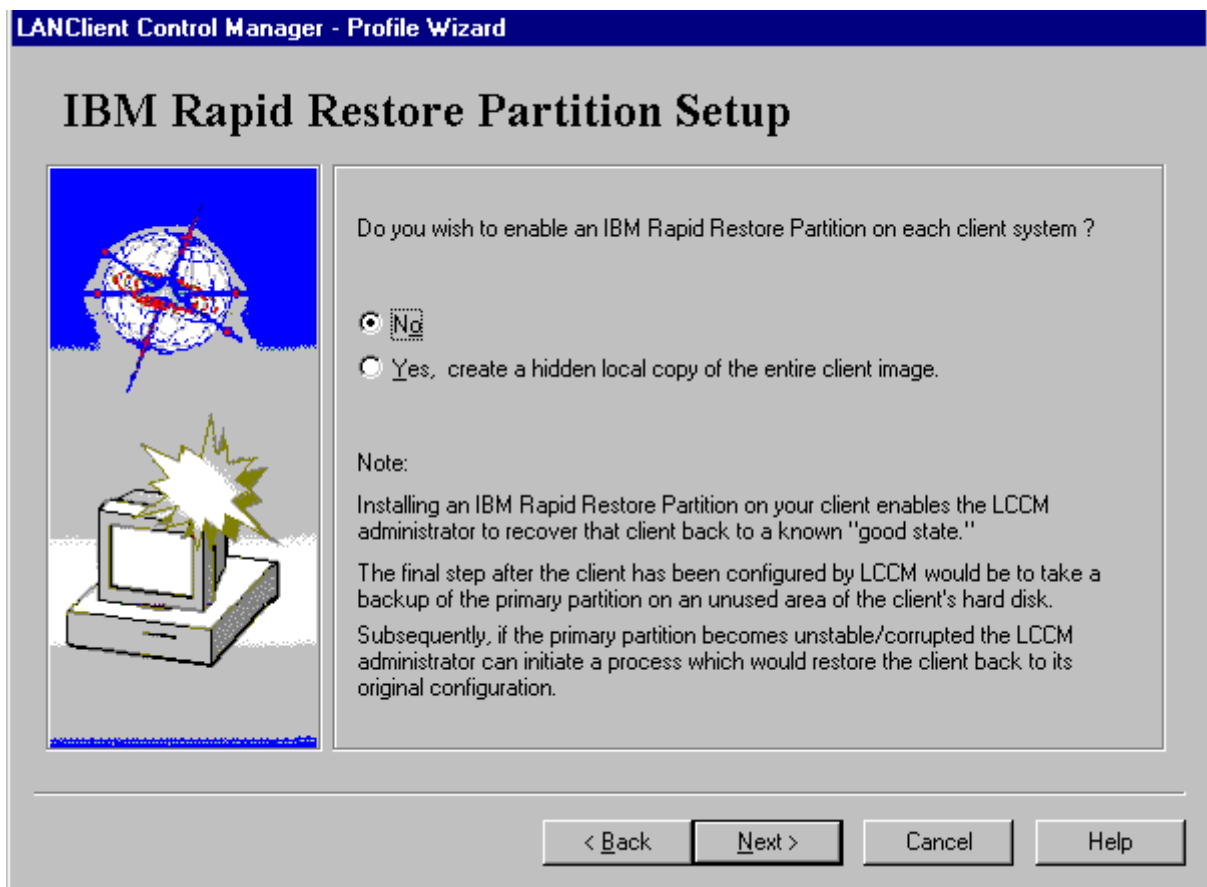 LANClient Control Manager - Profile Wizard
IBM Rapid Restore Partition Setup
Do you wish to enable an IBM Rapid Restore Partition on each client system ?
No
Yes,  create a hidden local copy of the entire client image.
Note:
Installing an IBM Rapid Restore Partition on your client enables the LCCM
administrator to recover that client back to a known "good state."
The final step after the client has been configured by LCCM would be to take a
backup of the primary partition on an unused area of the client's hard disk.
Subsequently, if the primary partition becomes unstable/corrupted the LCCM
administrator can initiate a process which would restore the client back to its
original configuration.
< Back Next > Cancel Help